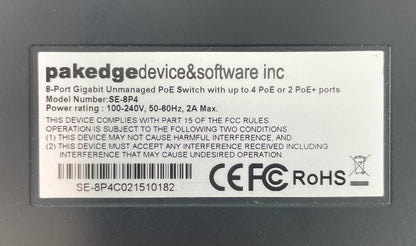 pakedgedevice&software inc
8-Port Gigabit Unmanaged PoE Switch with up to 4 PoE or 2 PoE+ ports
Model Number:SE-8P4
Power rating : 100-240V, 50-60Hz, 2A Max.
THIS DEVICE COMPLIES WITH PART 15 OF THE FCC RULES
OPERATION IS SUBJECT TO THE FOLLOWING TWO CONDITIONS:
(1) THIS DEVICE MAY NOT CAUSE HARMFUL INTERFERENCE, AND
(2) THIS DEVICE MUST ACCEPT ANY INTERFERENCE RECEIVED INCLUDING
INTERFERENCE THAT MAY CAUSE UNDESIRED OPERATION.
SE-8P4C021510182
CE FC RoHS